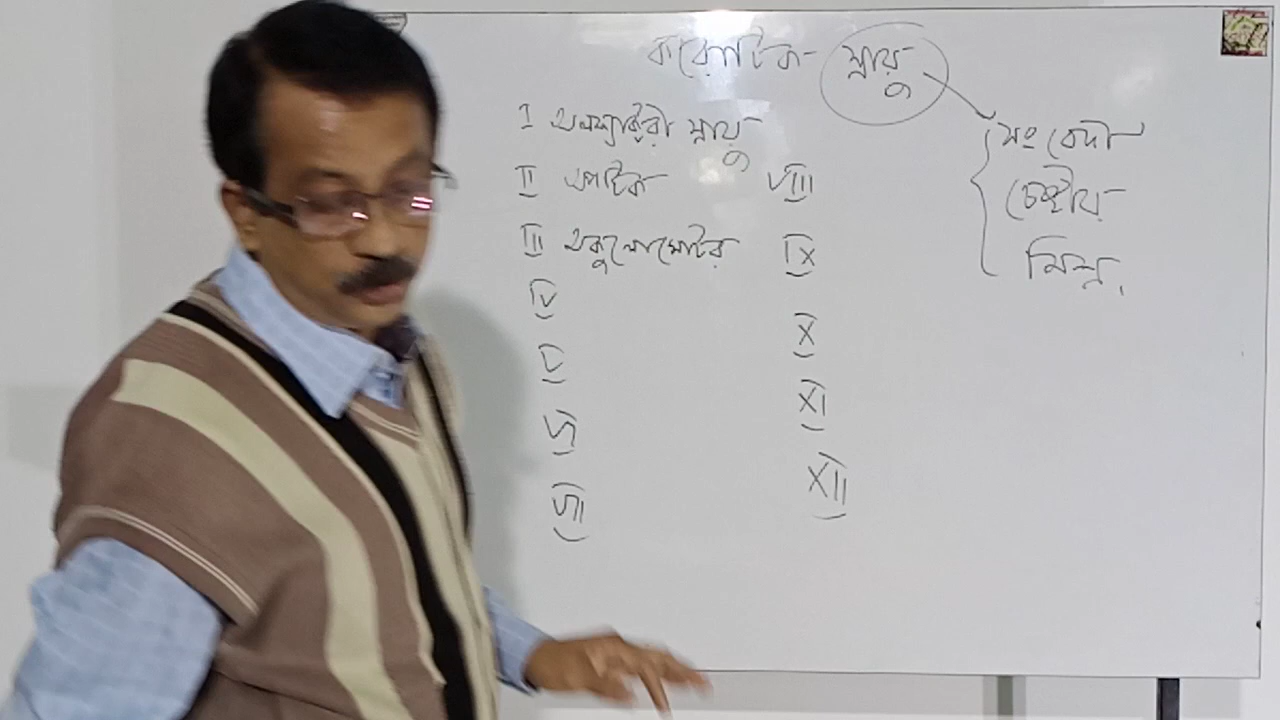 করোটিক স্নায়ু
I অলফ্যাক্টরী স্নায়ু
II অপটিক
III অকুলোমোটর
IV
V
VI
VII
VIII
IX
X
XI
XII
সংবেদী
চেষ্টীয়
মিশ্র